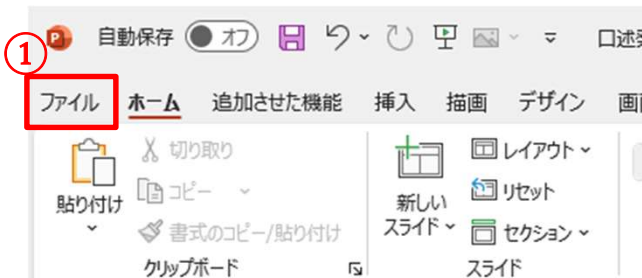 ①
自動保存 オフ 口述
ファイル ホーム 追加させた機能 挿入 描画 デザイン 画
貼り付け
切り取り
コピー
書式のコピー/貼り付け
クリップボード
新しい
スライド
レイアウト
リセット
セクション
スライド